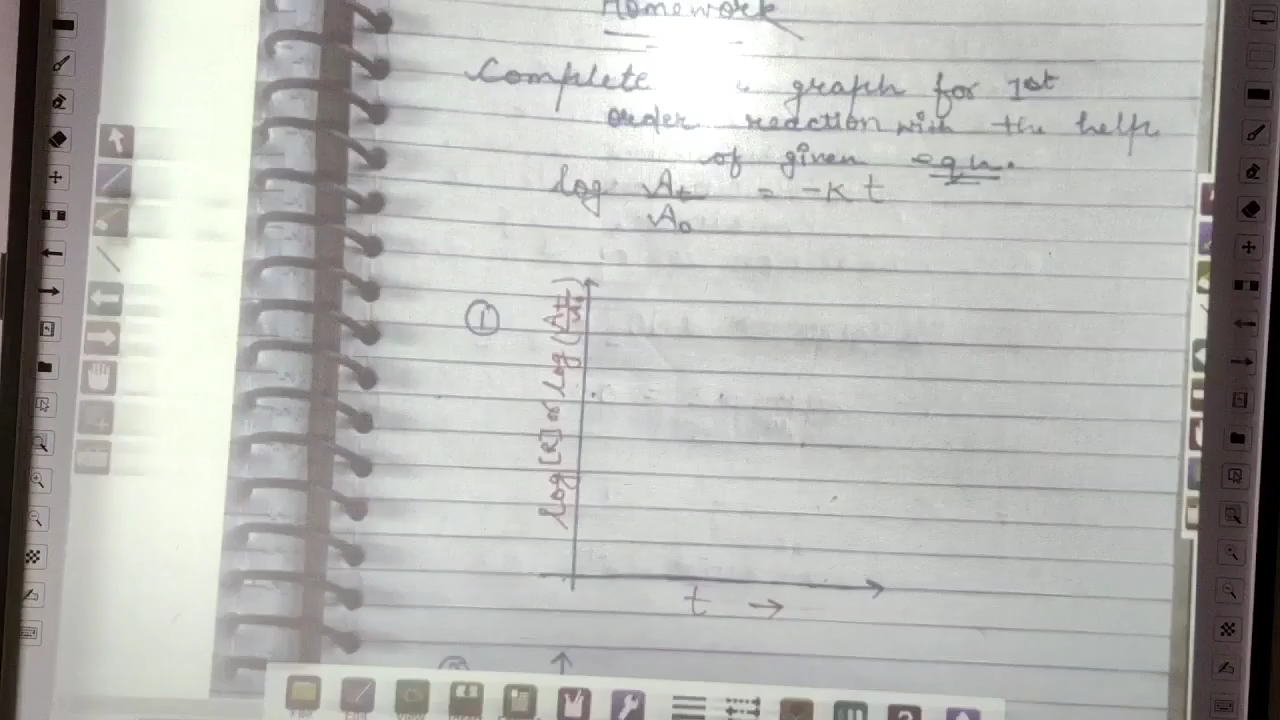 Homework
Complete graph for 1st
order reaction with the help
of given eqn.
log At/A0 = -K t
①
log [R] or log (At/A0)
t →